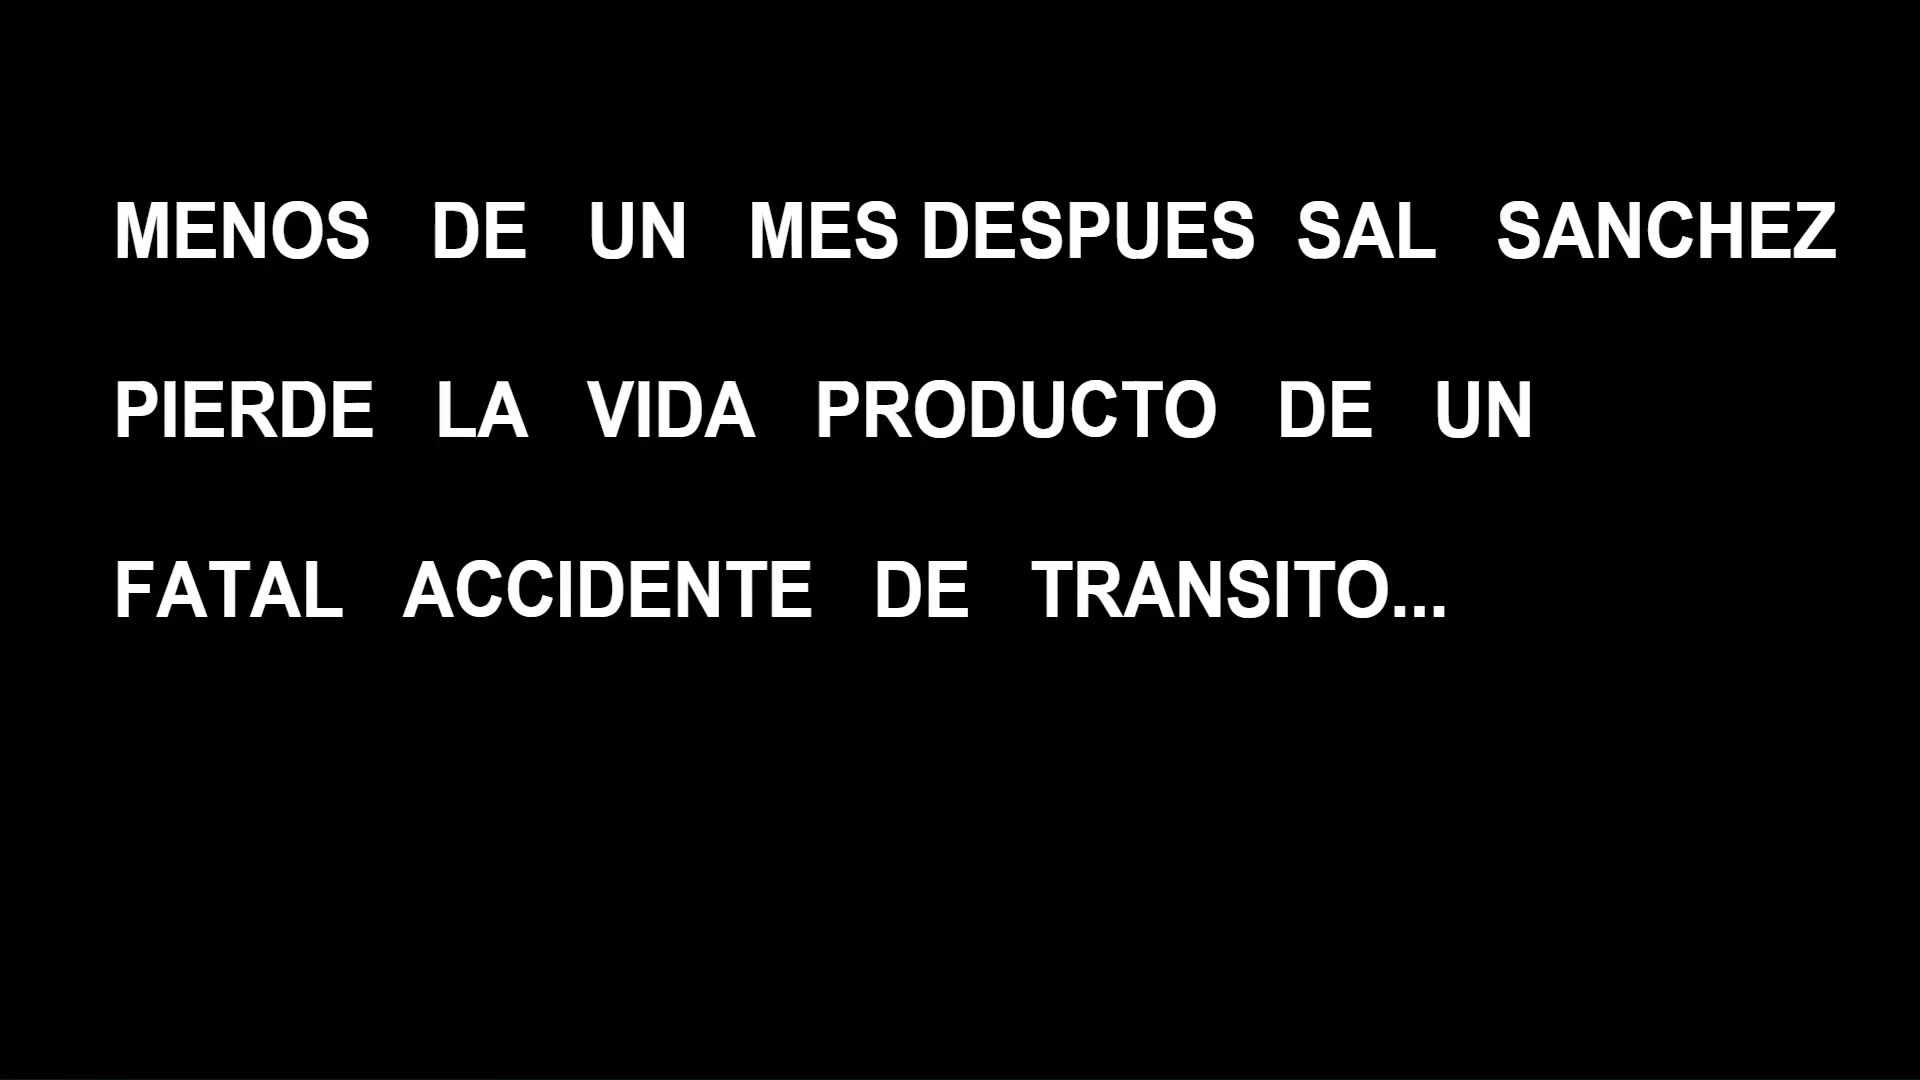 MENOS DE UN MES DESPUES SAL SANCHEZ
PIERDE LA VIDA PRODUCTO DE UN
FATAL ACCIDENTE DE TRANSITO...